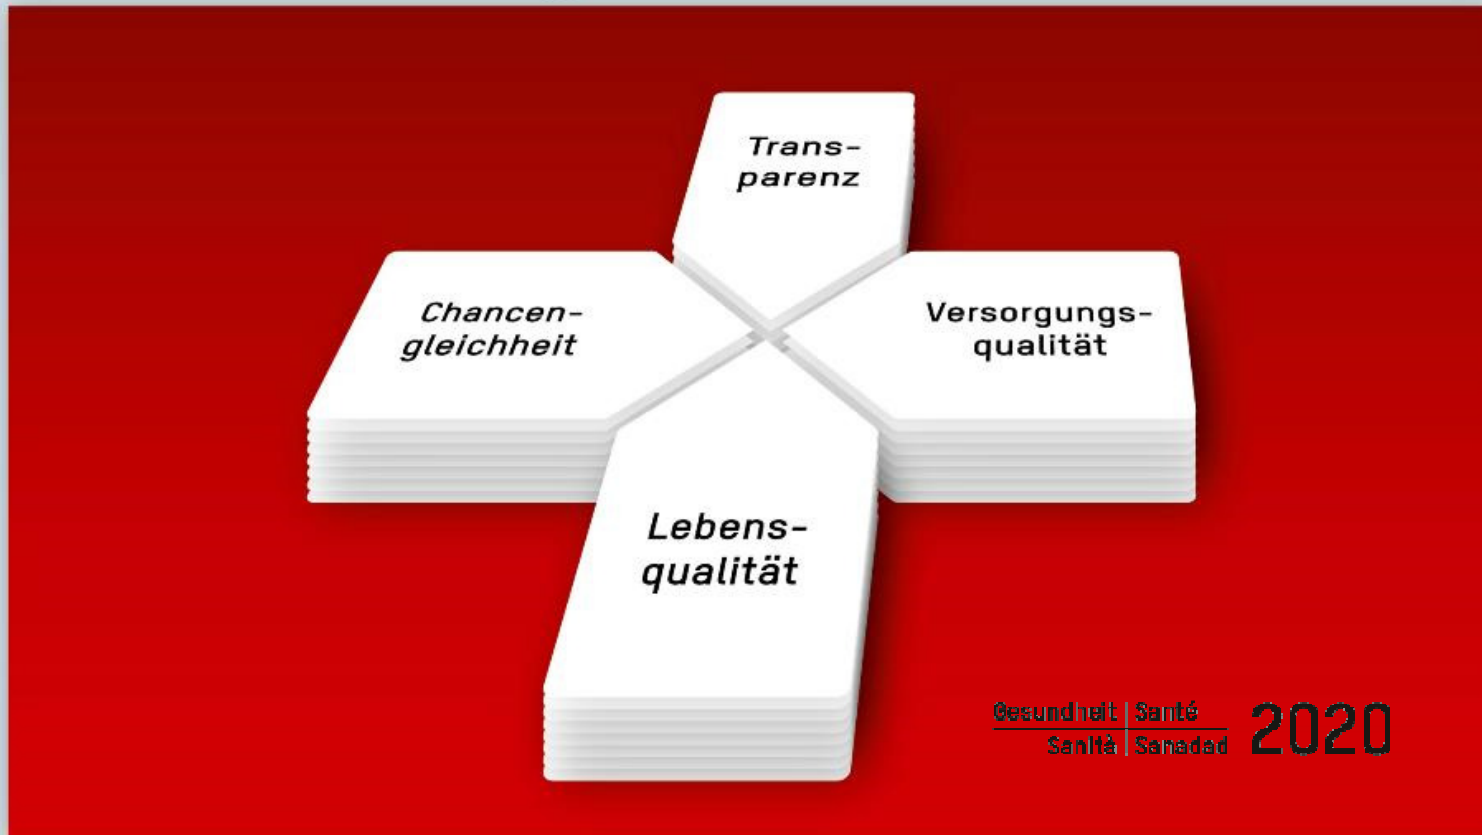 Trans-
parenz
Chancen-
gleichheit
Versorgungs-
qualität
Lebens-
qualität
Gesundheit | Santé 2020
Sanità | Sanadad